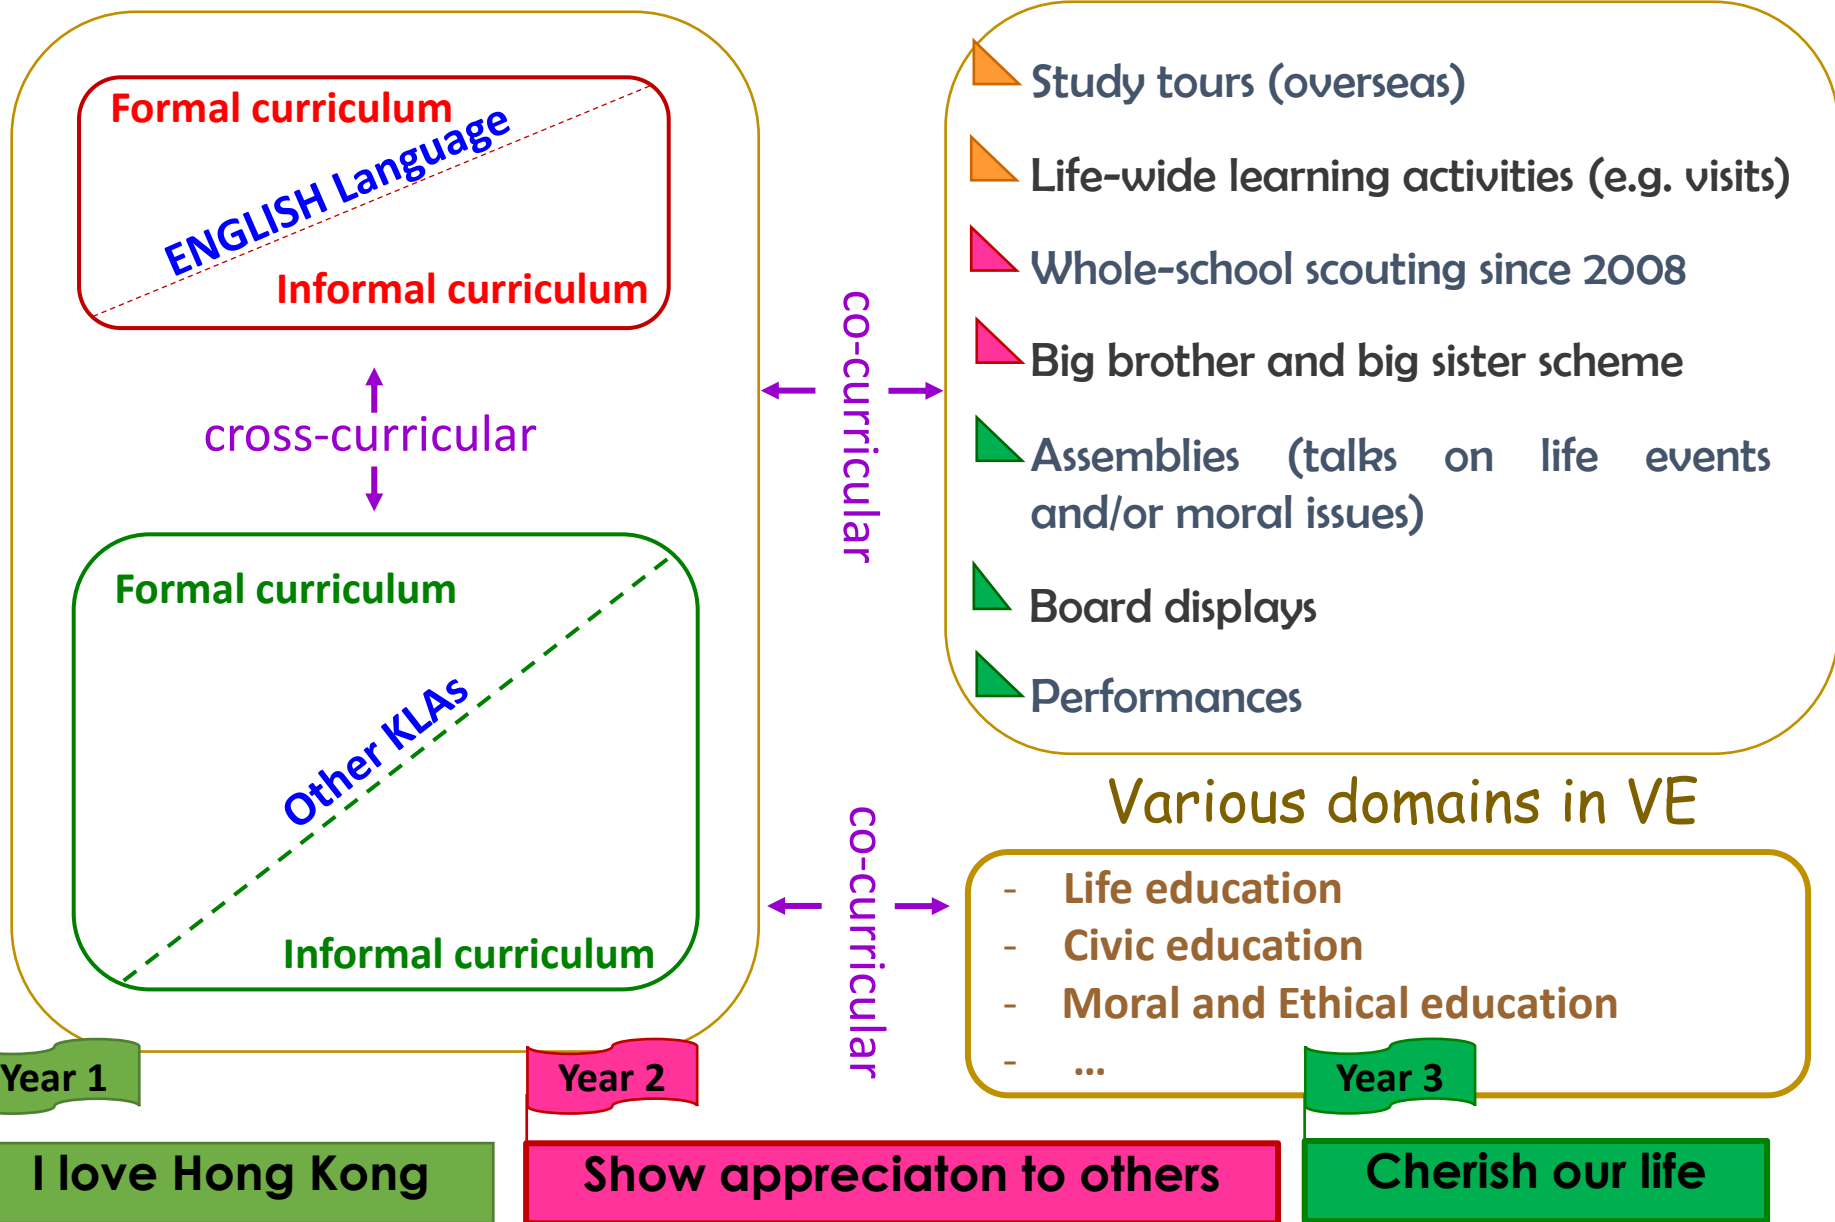 Formal curriculum
ENGLISH Language
Informal curriculum
cross-curricular
Formal curriculum
Other KLAs
Informal curriculum
co-curricular
co-curricular
Study tours (overseas)
Life-wide learning activities (e.g. visits)
Whole-school scouting since 2008
Big brother and big sister scheme
Assemblies (talks on life events
and/or moral issues)
Board displays
Performances
Various domains in VE
- Life education
- Civic education
- Moral and Ethical education
- ...
Year 1
Year 2
Year 3
I love Hong Kong
Show appreciaton to others
Cherish our life